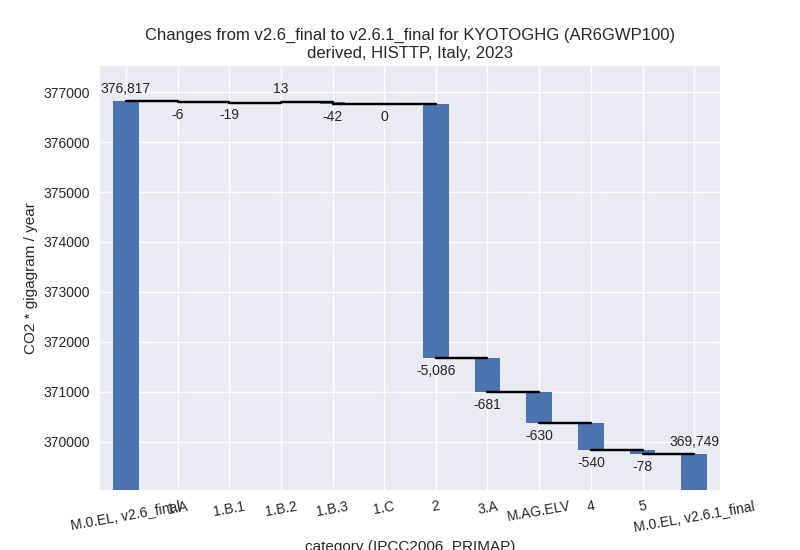 Changes from v2.6_final to v2.6.1_final for KYOTOGHG (AR6GWP100)
derived, HISTTP, Italy, 2023
CO2 * gigagram / year
377000
376000
375000
374000
373000
372000
371000
370000
376,817
-6
-19
13
-42
0
-5,086
-681
-630
-540
-78
369,749
M.0.EL, v2.6_final
1.A
1.B.1
1.B.2
1.B.3
1.C
2
3.A
M.AG.ELV
4
5
M.0.EL, v2.6.1_final
category (IPCC2006_PRIMAP)